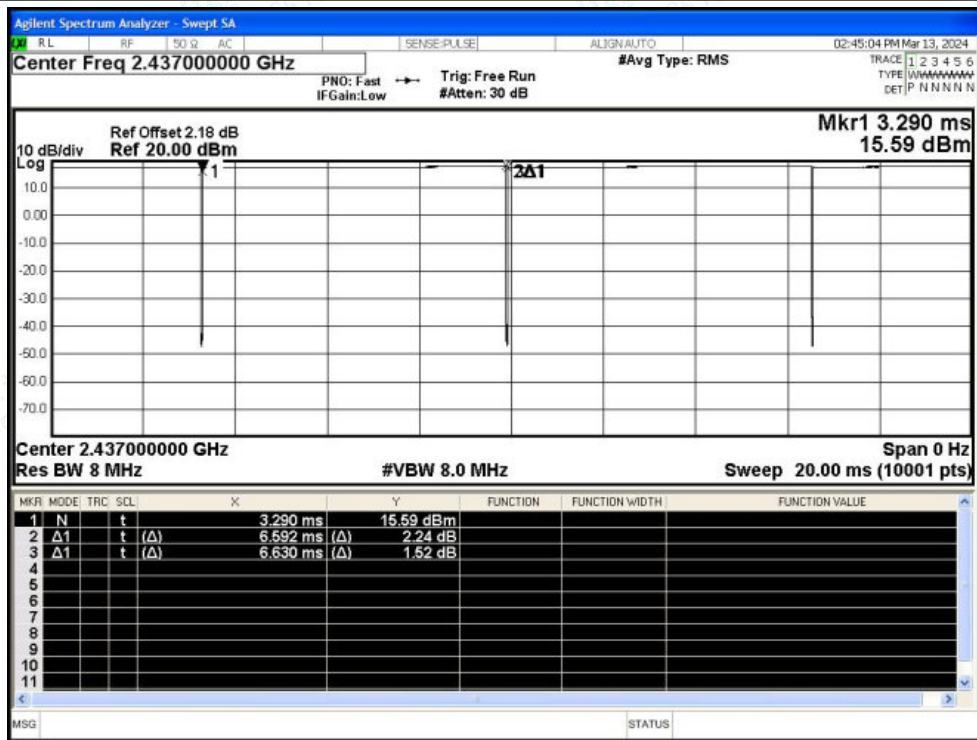 Agilent Spectrum Analyzer - Swept SA
LXI RL RF 50 Ω AC SENSE:PULSE ALIGNAUTO 02:45:04 PM Mar 13, 2024
Center Freq 2.437000000 GHz #Avg Type: RMS TRACE 1 2 3 4 5 6
PNO: Fast Trig: Free Run TYPE WWWWWW
IFGain:Low #Atten: 30 dB DET P N N N N N
Mkr1 3.290 ms
Ref Offset 2.18 dB
10 dB/div Ref 20.00 dBm 15.59 dBm
Log
1 2Δ1
10.0
0.00
-10.0
-20.0
-30.0
-40.0
-50.0
-60.0
-70.0
Center 2.437000000 GHz Span 0 Hz
Res BW 8 MHz #VBW 8.0 MHz Sweep 20.00 ms (10001 pts)
MKR MODE TRC SCL X Y FUNCTION FUNCTION WIDTH FUNCTION VALUE
1 N t 3.290 ms 15.59 dBm
2 Δ1 t (Δ) 6.592 ms (Δ) 2.24 dB
3 Δ1 t (Δ) 6.630 ms (Δ) 1.52 dB
4
5
6
7
8
9
10
11
MSG STATUS